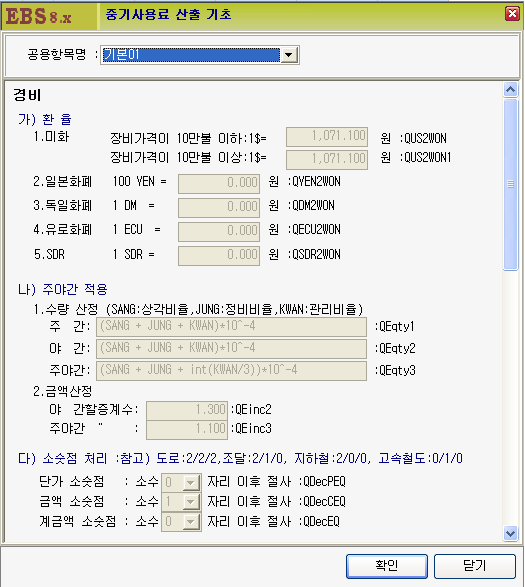 EBS 8.x 중기사용료 산출 기초
공용항목명 : 기본01
경비
가) 환 율
1.미화 장비가격이 10만불 이하:1$= 1,071.100 원 :QUS2WON
장비가격이 10만불 이상:1$= 1,071.100 원 :QUS2WON1
2.일본화폐 100 YEN = 0.000 원 :QYEN2WON
3.독일화폐 1 DM = 0.000 원 :QDM2WON
4.유로화폐 1 ECU = 0.000 원 :QECU2WON
5.SDR 1 SDR = 0.000 원 :QSDR2WON
나) 주야간 적용
1.수량 산정 (SANG:상각비율,JUNG:정비비율,KWAN:관리비율)
주 간: (SANG + JUNG + KWAN)*10^-4 :QEqty1
야 간: (SANG + JUNG + KWAN)*10^-4 :QEqty2
주야간: (SANG + JUNG + int(KWAN/3))*10^-4 :QEqty3
2.금액산정
야 간할증계수: 1.300 :QEinc2
주야간 " : 1.100 :QEinc3
다) 소숫점 처리 :참고) 도로:2/2/2,조달:2/1/0, 지하철:2/0/0, 고속철도:0/1/0
단가 소숫점 : 소수 0 자리 이후 절사 :QDecPEQ
금액 소숫점 : 소수 1 자리 이후 절사 :QDecCEQ
계금액 소숫점 : 소수 0 자리 이후 절사 :QDecEQ
확인 닫기